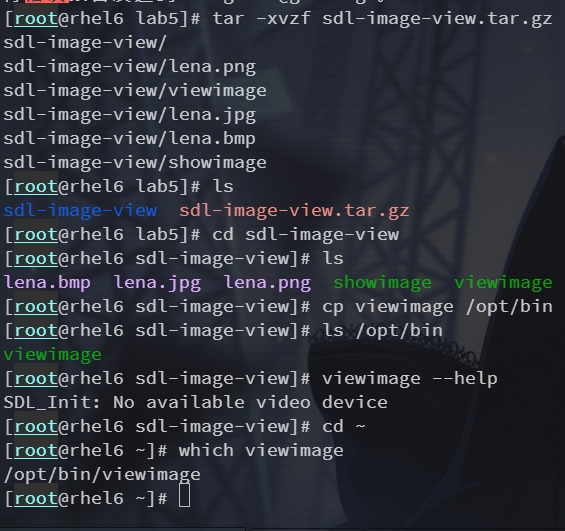 [root@rhel6 lab5]# tar -xvzf sdl-image-view.tar.gz
sdl-image-view/
sdl-image-view/lena.png
sdl-image-view/viewimage
sdl-image-view/lena.jpg
sdl-image-view/lena.bmp
sdl-image-view/showimage
[root@rhel6 lab5]# ls
sdl-image-view  sdl-image-view.tar.gz
[root@rhel6 lab5]# cd sdl-image-view
[root@rhel6 sdl-image-view]# ls
lena.bmp  lena.jpg  lena.png  showimage  viewimage
[root@rhel6 sdl-image-view]# cp viewimage /opt/bin
[root@rhel6 sdl-image-view]# ls /opt/bin
viewimage
[root@rhel6 sdl-image-view]# viewimage --help
SDL_Init: No available video device
[root@rhel6 sdl-image-view]# cd ~
[root@rhel6 ~]# which viewimage
/opt/bin/viewimage
[root@rhel6 ~]#